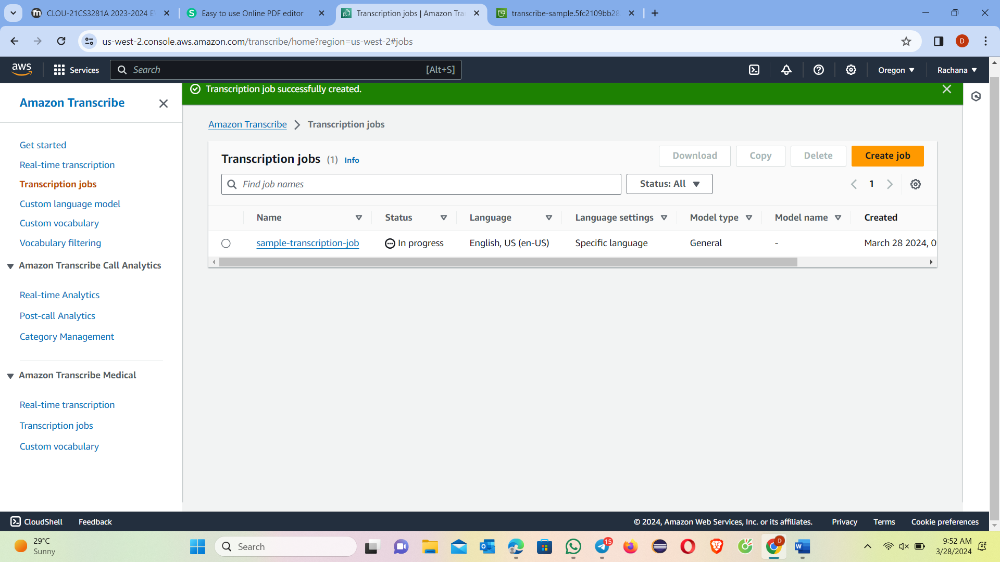 CLOU-21CS3281A 2023-2024 E
Easy to use Online PDF editor
Transcription jobs | Amazon Tra
transcribe-sample.5fc2109bb28
us-west-2.console.aws.amazon.com/transcribe/home?region=us-west-2#jobs
D
aws
Services
Search
[Alt+S]
Oregon
Rachana
Transcription job successfully created.
Amazon Transcribe
Get started
Real-time transcription
Transcription jobs
Custom language model
Custom vocabulary
Vocabulary filtering
Amazon Transcribe Call Analytics
Real-time Analytics
Post-call Analytics
Category Management
Amazon Transcribe Medical
Real-time transcription
Transcription jobs
Custom vocabulary
Amazon Transcribe
Transcription jobs
Transcription jobs (1) Info
Download
Copy
Delete
Create job
Find job names
Status: All
1
Name Status Language Language settings Model type Model name Created
sample-transcription-job In progress English, US (en-US) Specific language General - March 28 2024, 0
CloudShell Feedback
© 2024, Amazon Web Services, Inc. or its affiliates. Privacy Terms Cookie preferences
29°C
Sunny
Search
15
D
9:52 AM
3/28/2024